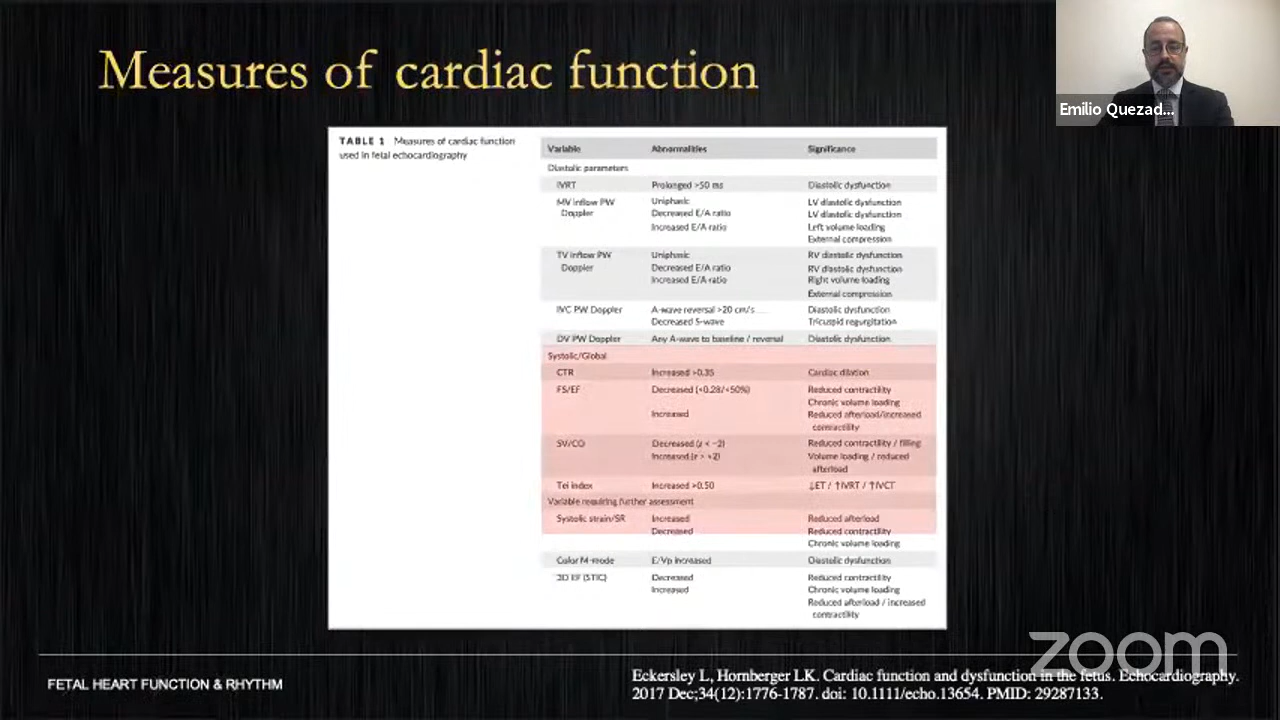 Measures of cardiac function
Emilio Quezad...
TABLE 1 Measures of cardiac function
used in fetal echocardiography
Variable Abnormalities Significance
Diastolic parameters
IVRT Prolonged >50 ms Diastolic dysfunction
MV inflow PW Uniphasic LV diastolic dysfunction
Doppler Decreased E/A ratio LV diastolic dysfunction
Increased E/A ratio Left volume loading
External compression
TV inflow PW Uniphasic RV diastolic dysfunction
Doppler Decreased E/A ratio RV diastolic dysfunction
Increased E/A ratio Right volume loading
External compression
IVC PW Doppler A-wave reversal >20 cm/s Diastolic dysfunction
Decreased S-wave Tricuspid regurgitation
DV PW Doppler Any A-wave to baseline / reversal Diastolic dysfunction
Systolic/Global
CTR Increased >0.35 Cardiac dilation
FS/EF Decreased (<0.28/<50%) Reduced contractility
Chronic volume loading
Increased Reduced afterload/increased
contractility
SV/CO Decreased (z < −2) Reduced contractility / filling
Increased (z > +2) Volume loading / reduced
afterload
Tei index Increased >0.50 ↓ET / ↑IVRT / ↑IVCT
Variable requiring further assessment
Systolic strain/SR Increased Reduced afterload
Decreased Reduced contractility
Chronic volume loading
Color M-mode E/Vp increased Diastolic dysfunction
3D EF (STIC) Decreased Reduced contractility
Increased Chronic volume loading
Reduced afterload / increased
contractility
zoom
FETAL HEART FUNCTION & RHYTHM
Eckersley L, Hornberger LK. Cardiac function and dysfunction in the fetus. Echocardiography.
2017 Dec;34(12):1776-1787. doi: 10.1111/echo.13654. PMID: 29287133.